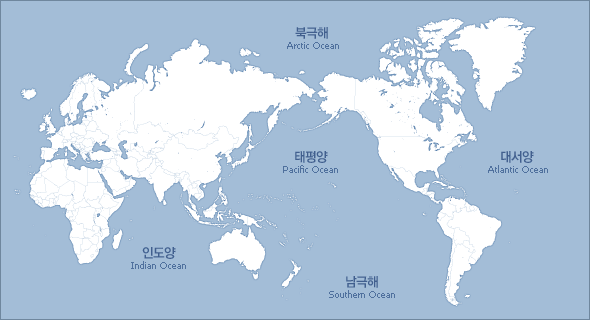 북극해
Arctic Ocean
태평양
Pacific Ocean
대서양
Atlantic Ocean
인도양
Indian Ocean
남극해
Southern Ocean